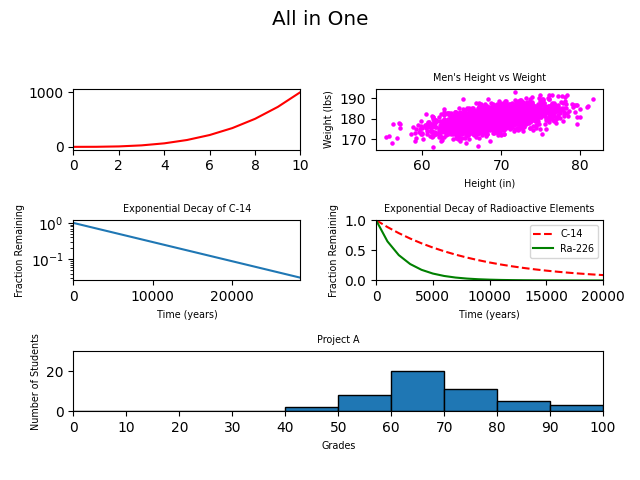 All in One
1000
0
0 2 4 6 8 10
Men's Height vs Weight
Weight (lbs)
190
180
170
60 70 80
Height (in)
Exponential Decay of C-14
Fraction Remaining
10⁰
10⁻¹
0 10000 20000
Time (years)
Exponential Decay of Radioactive Elements
Fraction Remaining
1.0
0.5
0.0
C-14
Ra-226
0 5000 10000 15000 20000
Time (years)
Project A
Number of Students
20
0
0 10 20 30 40 50 60 70 80 90 100
Grades